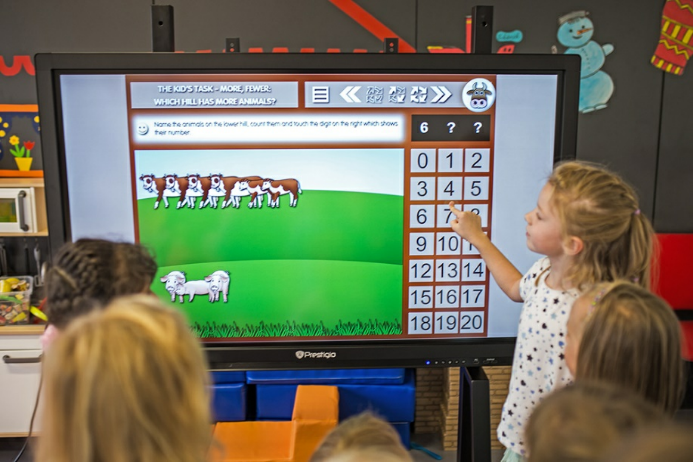 THE KID'S TASK - MORE, FEWER:
WHICH HILL HAS MORE ANIMALS?
Name the animals on the lower hill, count them and touch the digit on the right which shows
their number.
6 ? ?
0 1 2
3 4 5
6 7
9 10
12 13 14
15 16 17
18 19 20
Prestigio